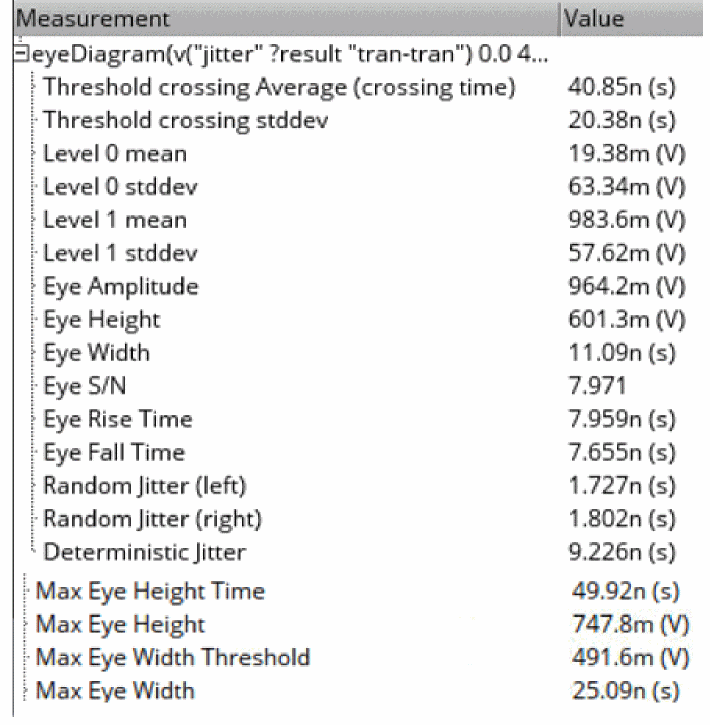 Measurement Value
eyeDiagram(v("jitter" ?result "tran-tran") 0.0 4...
Threshold crossing Average (crossing time) 40.85n (s)
Threshold crossing stddev 20.38n (s)
Level 0 mean 19.38m (V)
Level 0 stddev 63.34m (V)
Level 1 mean 983.6m (V)
Level 1 stddev 57.62m (V)
Eye Amplitude 964.2m (V)
Eye Height 601.3m (V)
Eye Width 11.09n (s)
Eye S/N 7.971
Eye Rise Time 7.959n (s)
Eye Fall Time 7.655n (s)
Random Jitter (left) 1.727n (s)
Random Jitter (right) 1.802n (s)
Deterministic Jitter 9.226n (s)
Max Eye Height Time 49.92n (s)
Max Eye Height 747.8m (V)
Max Eye Width Threshold 491.6m (V)
Max Eye Width 25.09n (s)